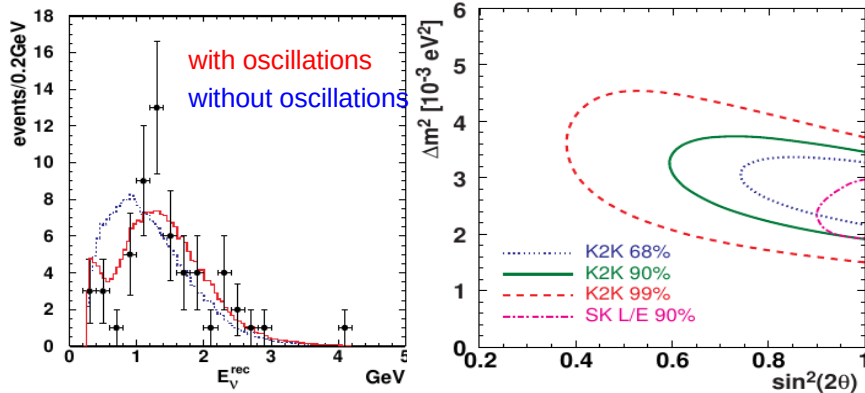 events/0.2GeV
18
16
14
12
10
8
6
4
2
0
with oscillations
without oscillations
0 1 2 3 4 5
E_ν^rec GeV
Δm² [10⁻³ eV²]
6
5
4
3
2
1
0
K2K 68%
K2K 90%
K2K 99%
SK L/E 90%
0.2 0.4 0.6 0.8 1
sin²(2θ)